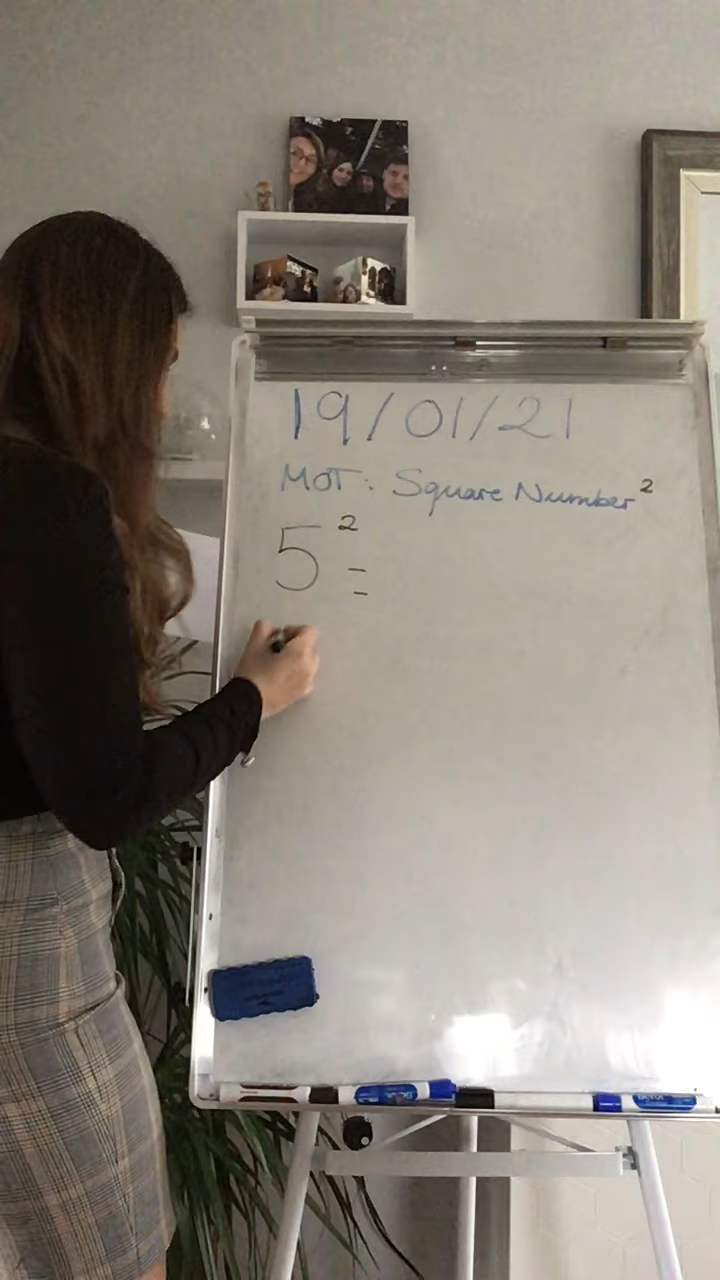 19/01/21
MOT: Square Number²
5² =